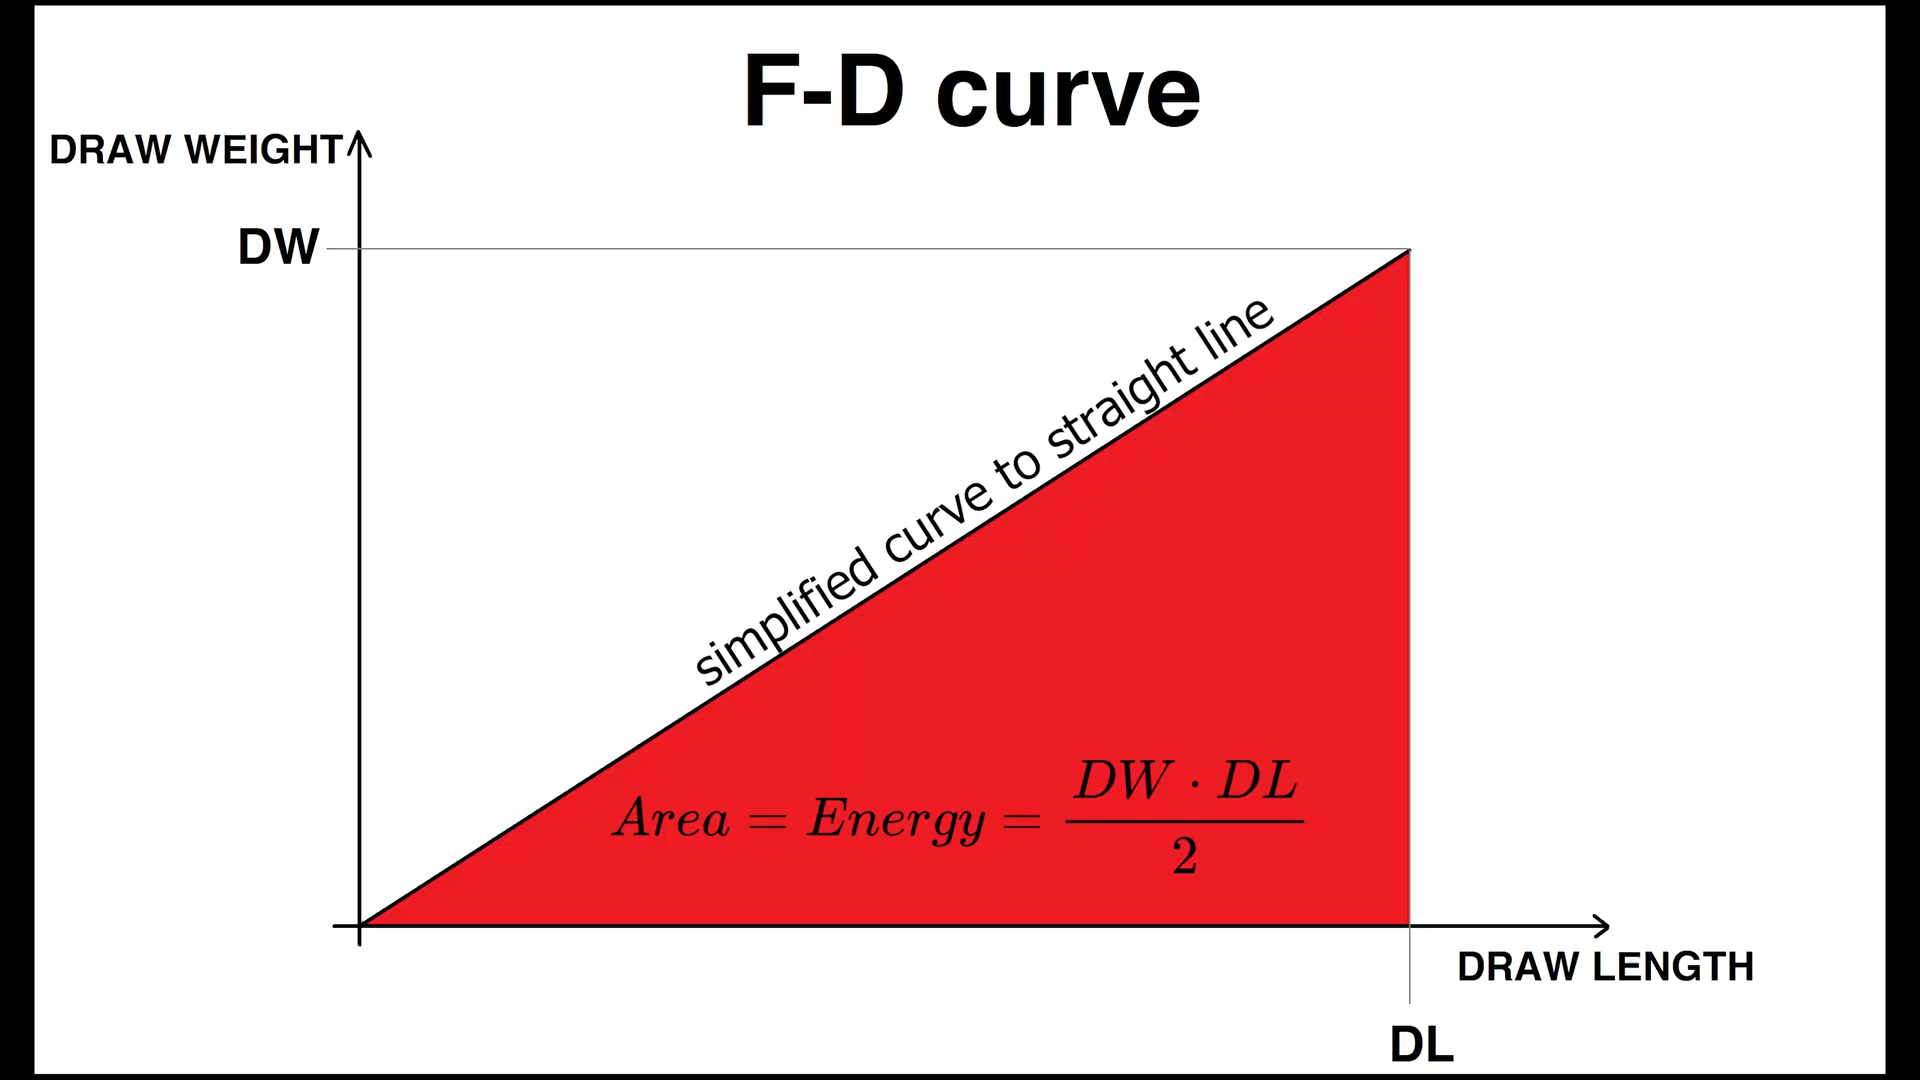 F-D curve
DRAW WEIGHT
DW
simplified curve to straight line
Area = Energy = DW · DL / 2
DRAW LENGTH
DL